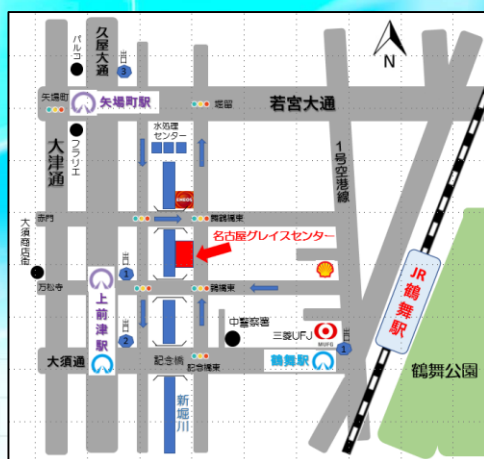 久屋大通
パルコ
出口
3
N
矢場町
矢場町駅
堀留
若宮大通
フラリエ
水処理
センター
大津通
1号空港線
ENEOS
赤門
舞鶴橋東
大須商店街
名古屋グレイスセンター
出口
1
万松寺
鶴橋東
上前津駅
中警察署
三菱UFJ
MUFG
出口
1
JR鶴舞駅
出口
2
大須通
記念橋
記念橋東
鶴舞駅
鶴舞公園
新堀川